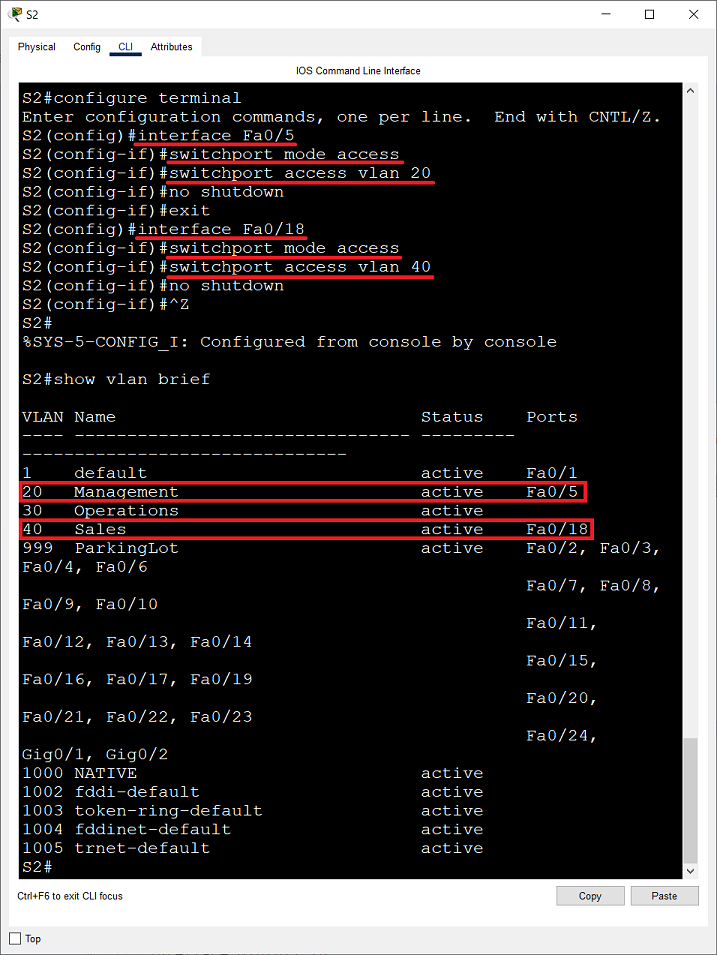 S2
Physical Config CLI Attributes
IOS Command Line Interface
S2#configure terminal
Enter configuration commands, one per line.  End with CNTL/Z.
S2(config)#interface Fa0/5
S2(config-if)#switchport mode access
S2(config-if)#switchport access vlan 20
S2(config-if)#no shutdown
S2(config-if)#exit
S2(config)#interface Fa0/18
S2(config-if)#switchport mode access
S2(config-if)#switchport access vlan 40
S2(config-if)#no shutdown
S2(config-if)#^Z
S2#
%SYS-5-CONFIG_I: Configured from console by console
S2#show vlan brief
VLAN Name                             Status    Ports
---- -------------------------------- ---------
-------------------------------
1    default                          active    Fa0/1
20   Management                       active    Fa0/5
30   Operations                       active
40   Sales                            active    Fa0/18
999  ParkingLot                       active    Fa0/2, Fa0/3,
Fa0/4, Fa0/6
                                                Fa0/7, Fa0/8,
Fa0/9, Fa0/10
                                                Fa0/11,
Fa0/12, Fa0/13, Fa0/14
                                                Fa0/15,
Fa0/16, Fa0/17, Fa0/19
                                                Fa0/20,
Fa0/21, Fa0/22, Fa0/23
                                                Fa0/24,
Gig0/1, Gig0/2
1000 NATIVE                           active
1002 fddi-default                     active
1003 token-ring-default               active
1004 fddinet-default                  active
1005 trnet-default                    active
S2#
Ctrl+F6 to exit CLI focus
Copy Paste
Top